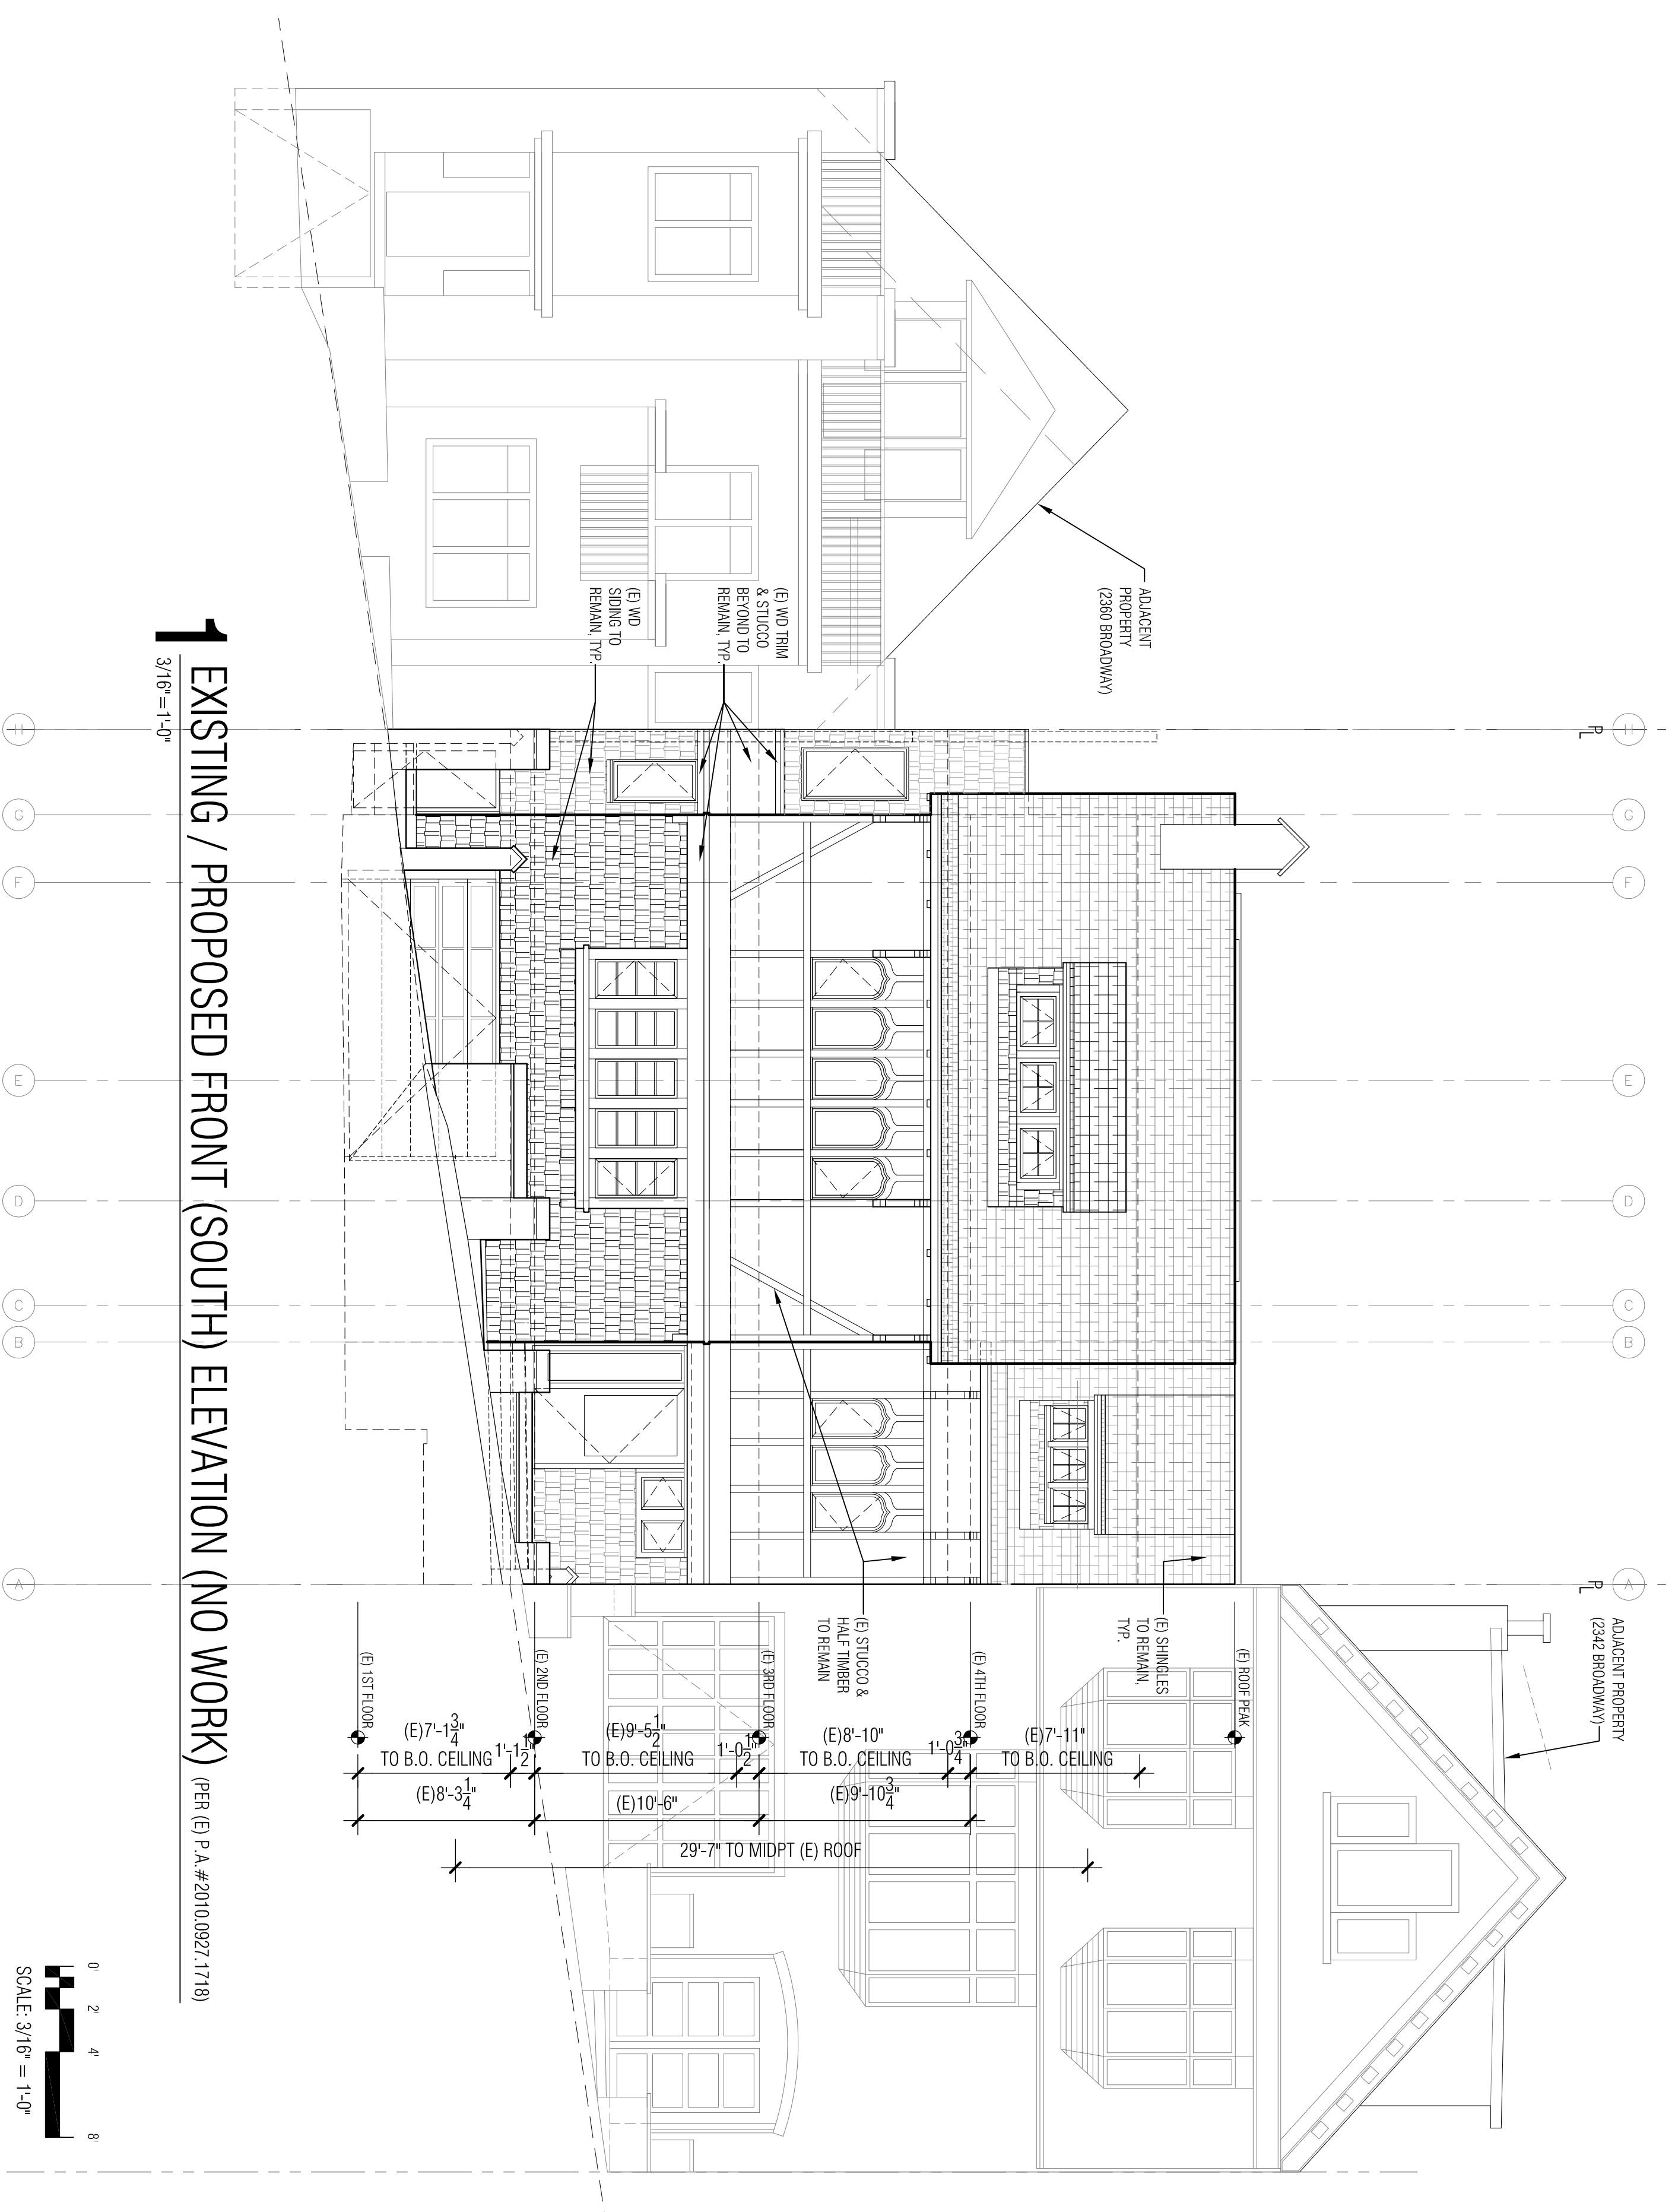 ADJACENT
PROPERTY
(2360 BROADWAY)
(E) WD TRIM
& STUCCO
BEYOND TO
REMAIN, TYP.
(E) WD
SIDING TO
REMAIN, TYP.
P
L
P
L
H
G
F
E
D
C
B
A
H
G
F
E
D
C
B
A
ADJACENT PROPERTY
(2342 BROADWAY)
(E) ROOF PEAK
(E) SHINGLES
TO REMAIN,
TYP.
(E) 4TH FLOOR
(E) STUCCO &
HALF TIMBER
TO REMAIN
(E) 3RD FLOOR
(E) 2ND FLOOR
(E) 1ST FLOOR
(E)7'-11"
TO B.O. CEILING
1'-0 3/4"
(E)8'-10"
TO B.O. CEILING
(E)9'-10 3/4"
1'-0 1/2"
(E)9'-5 1/2"
TO B.O. CEILING
(E)10'-6"
1'-1 1/2"
(E)7'-1 3/4"
TO B.O. CEILING
(E)8'-3 1/4"
29'-7" TO MIDPT (E) ROOF
1 EXISTING / PROPOSED FRONT (SOUTH) ELEVATION (NO WORK) (PER (E) P.A.#2010.0927.1718)
3/16"=1'-0"
0' 2' 4' 8'
SCALE: 3/16" = 1'-0"